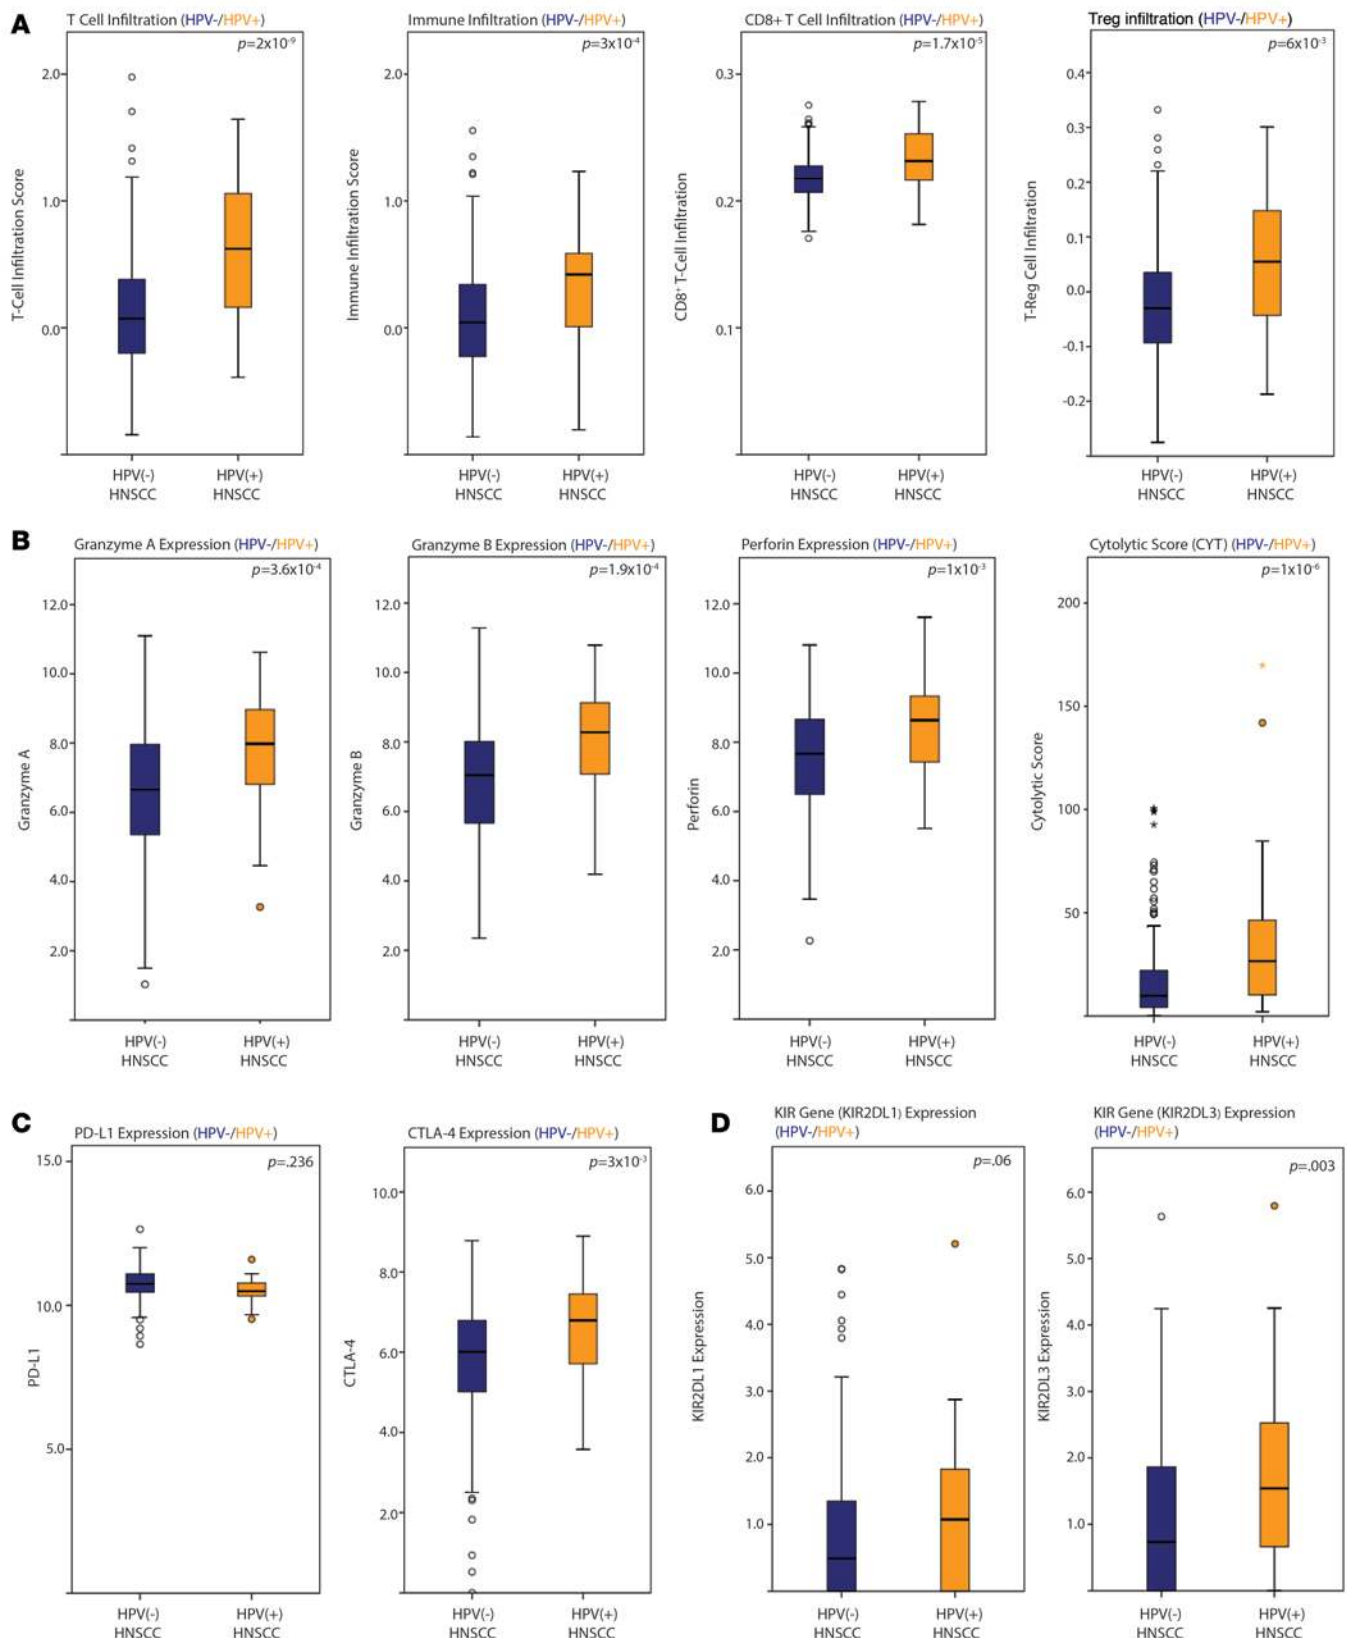 A
T Cell Infiltration (HPV-/HPV+)
p=2x10⁻⁹
2.0
1.0
0.0
T-Cell Infiltration Score
HPV(-)
HNSCC
HPV(+)
HNSCC
Immune Infiltration (HPV-/HPV+)
p=3x10⁻⁴
2.0
1.0
0.0
Immune Infiltration Score
HPV(-)
HNSCC
HPV(+)
HNSCC
CD8+ T Cell Infiltration (HPV-/HPV+)
p=1.7x10⁻⁵
0.3
0.2
0.1
CD8⁺ T-Cell Infiltration
HPV(-)
HNSCC
HPV(+)
HNSCC
Treg infiltration (HPV-/HPV+)
p=6x10⁻³
0.4
0.3
0.2
0.1
0.0
-0.1
-0.2
T-Reg Cell Infiltration
HPV(-)
HNSCC
HPV(+)
HNSCC
B
Granzyme A Expression (HPV-/HPV+)
p=3.6x10⁻⁴
12.0
10.0
8.0
6.0
4.0
2.0
Granzyme A
HPV(-)
HNSCC
HPV(+)
HNSCC
Granzyme B Expression (HPV-/HPV+)
p=1.9x10⁻⁴
12.0
10.0
8.0
6.0
4.0
2.0
Granzyme B
HPV(-)
HNSCC
HPV(+)
HNSCC
Perforin Expression (HPV-/HPV+)
p=1x10⁻³
12.0
10.0
8.0
6.0
4.0
2.0
Perforin
HPV(-)
HNSCC
HPV(+)
HNSCC
Cytolytic Score (CYT) (HPV-/HPV+)
p=1x10⁻⁶
200
150
100
50
Cytolytic Score
HPV(-)
HNSCC
HPV(+)
HNSCC
C
PD-L1 Expression (HPV-/HPV+)
p=.236
15.0
10.0
5.0
PD-L1
HPV(-)
HNSCC
HPV(+)
HNSCC
CTLA-4 Expression (HPV-/HPV+)
p=3x10⁻³
10.0
8.0
6.0
4.0
2.0
CTLA-4
HPV(-)
HNSCC
HPV(+)
HNSCC
D
KIR Gene (KIR2DL1) Expression
(HPV-/HPV+)
p=.06
6.0
5.0
4.0
3.0
2.0
1.0
KIR2DL1 Expression
HPV(-)
HNSCC
HPV(+)
HNSCC
KIR Gene (KIR2DL3) Expression
(HPV-/HPV+)
p=.003
6.0
5.0
4.0
3.0
2.0
1.0
KIR2DL3 Expression
HPV(-)
HNSCC
HPV(+)
HNSCC